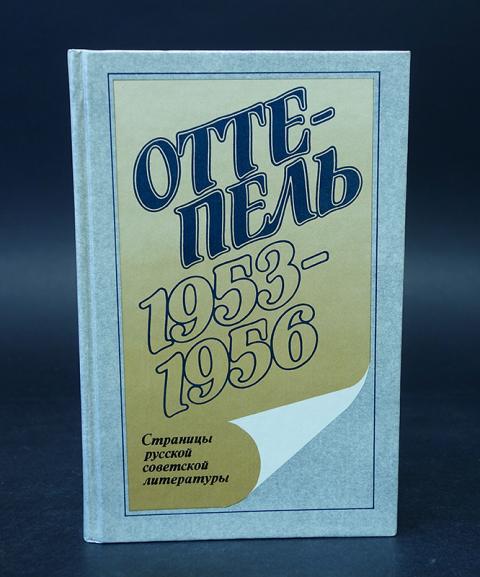 ОТТЕ-
ПЕЛЬ
1953-
1956
Страницы
русской
советской
литературы